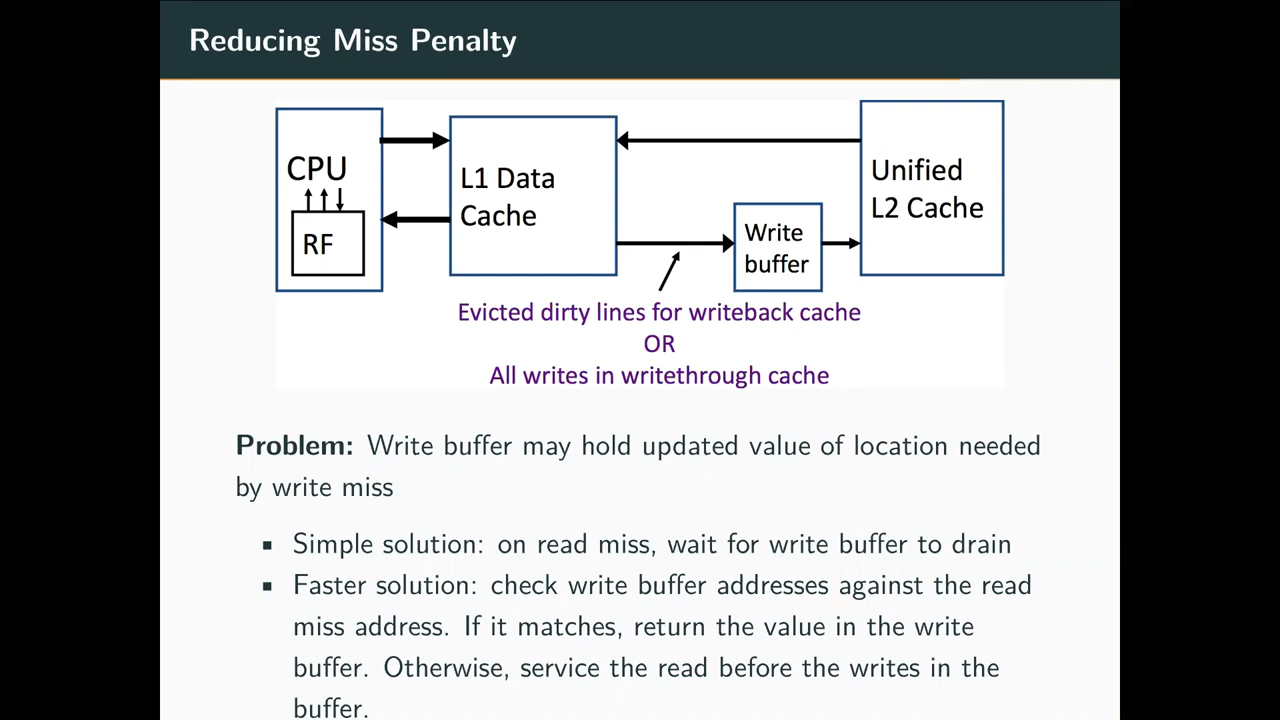 Reducing Miss Penalty
CPU
RF
L1 Data
Cache
Write
buffer
Unified
L2 Cache
Evicted dirty lines for writeback cache
OR
All writes in writethrough cache
Problem: Write buffer may hold updated value of location needed
by write miss
▪ Simple solution: on read miss, wait for write buffer to drain
▪ Faster solution: check write buffer addresses against the read
miss address. If it matches, return the value in the write
buffer. Otherwise, service the read before the writes in the
buffer.